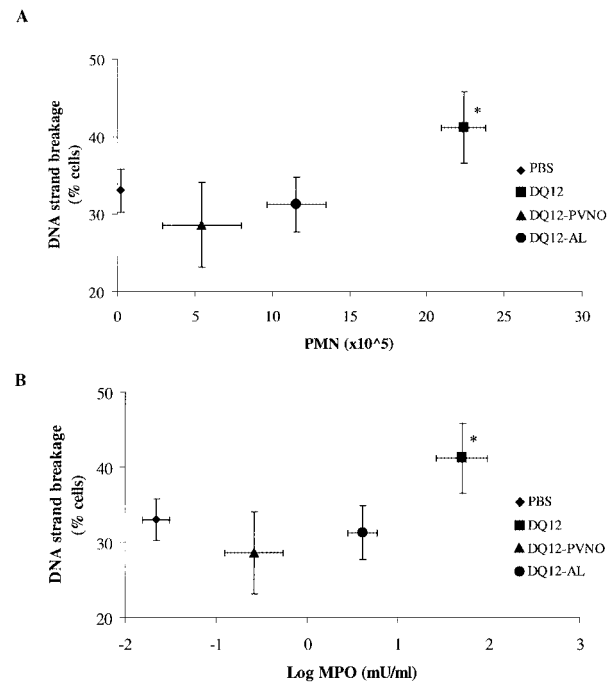 A
DNA strand breakage
(% cells)
50
40
30
20
0
5
10
15
20
25
30
PMN (x10^5)
*
PBS
DQ12
DQ12-PVNO
DQ12-AL
B
DNA strand breakage
(% cells)
50
40
30
20
-2
-1
0
1
2
3
Log MPO (mU/ml)
*
PBS
DQ12
DQ12-PVNO
DQ12-AL